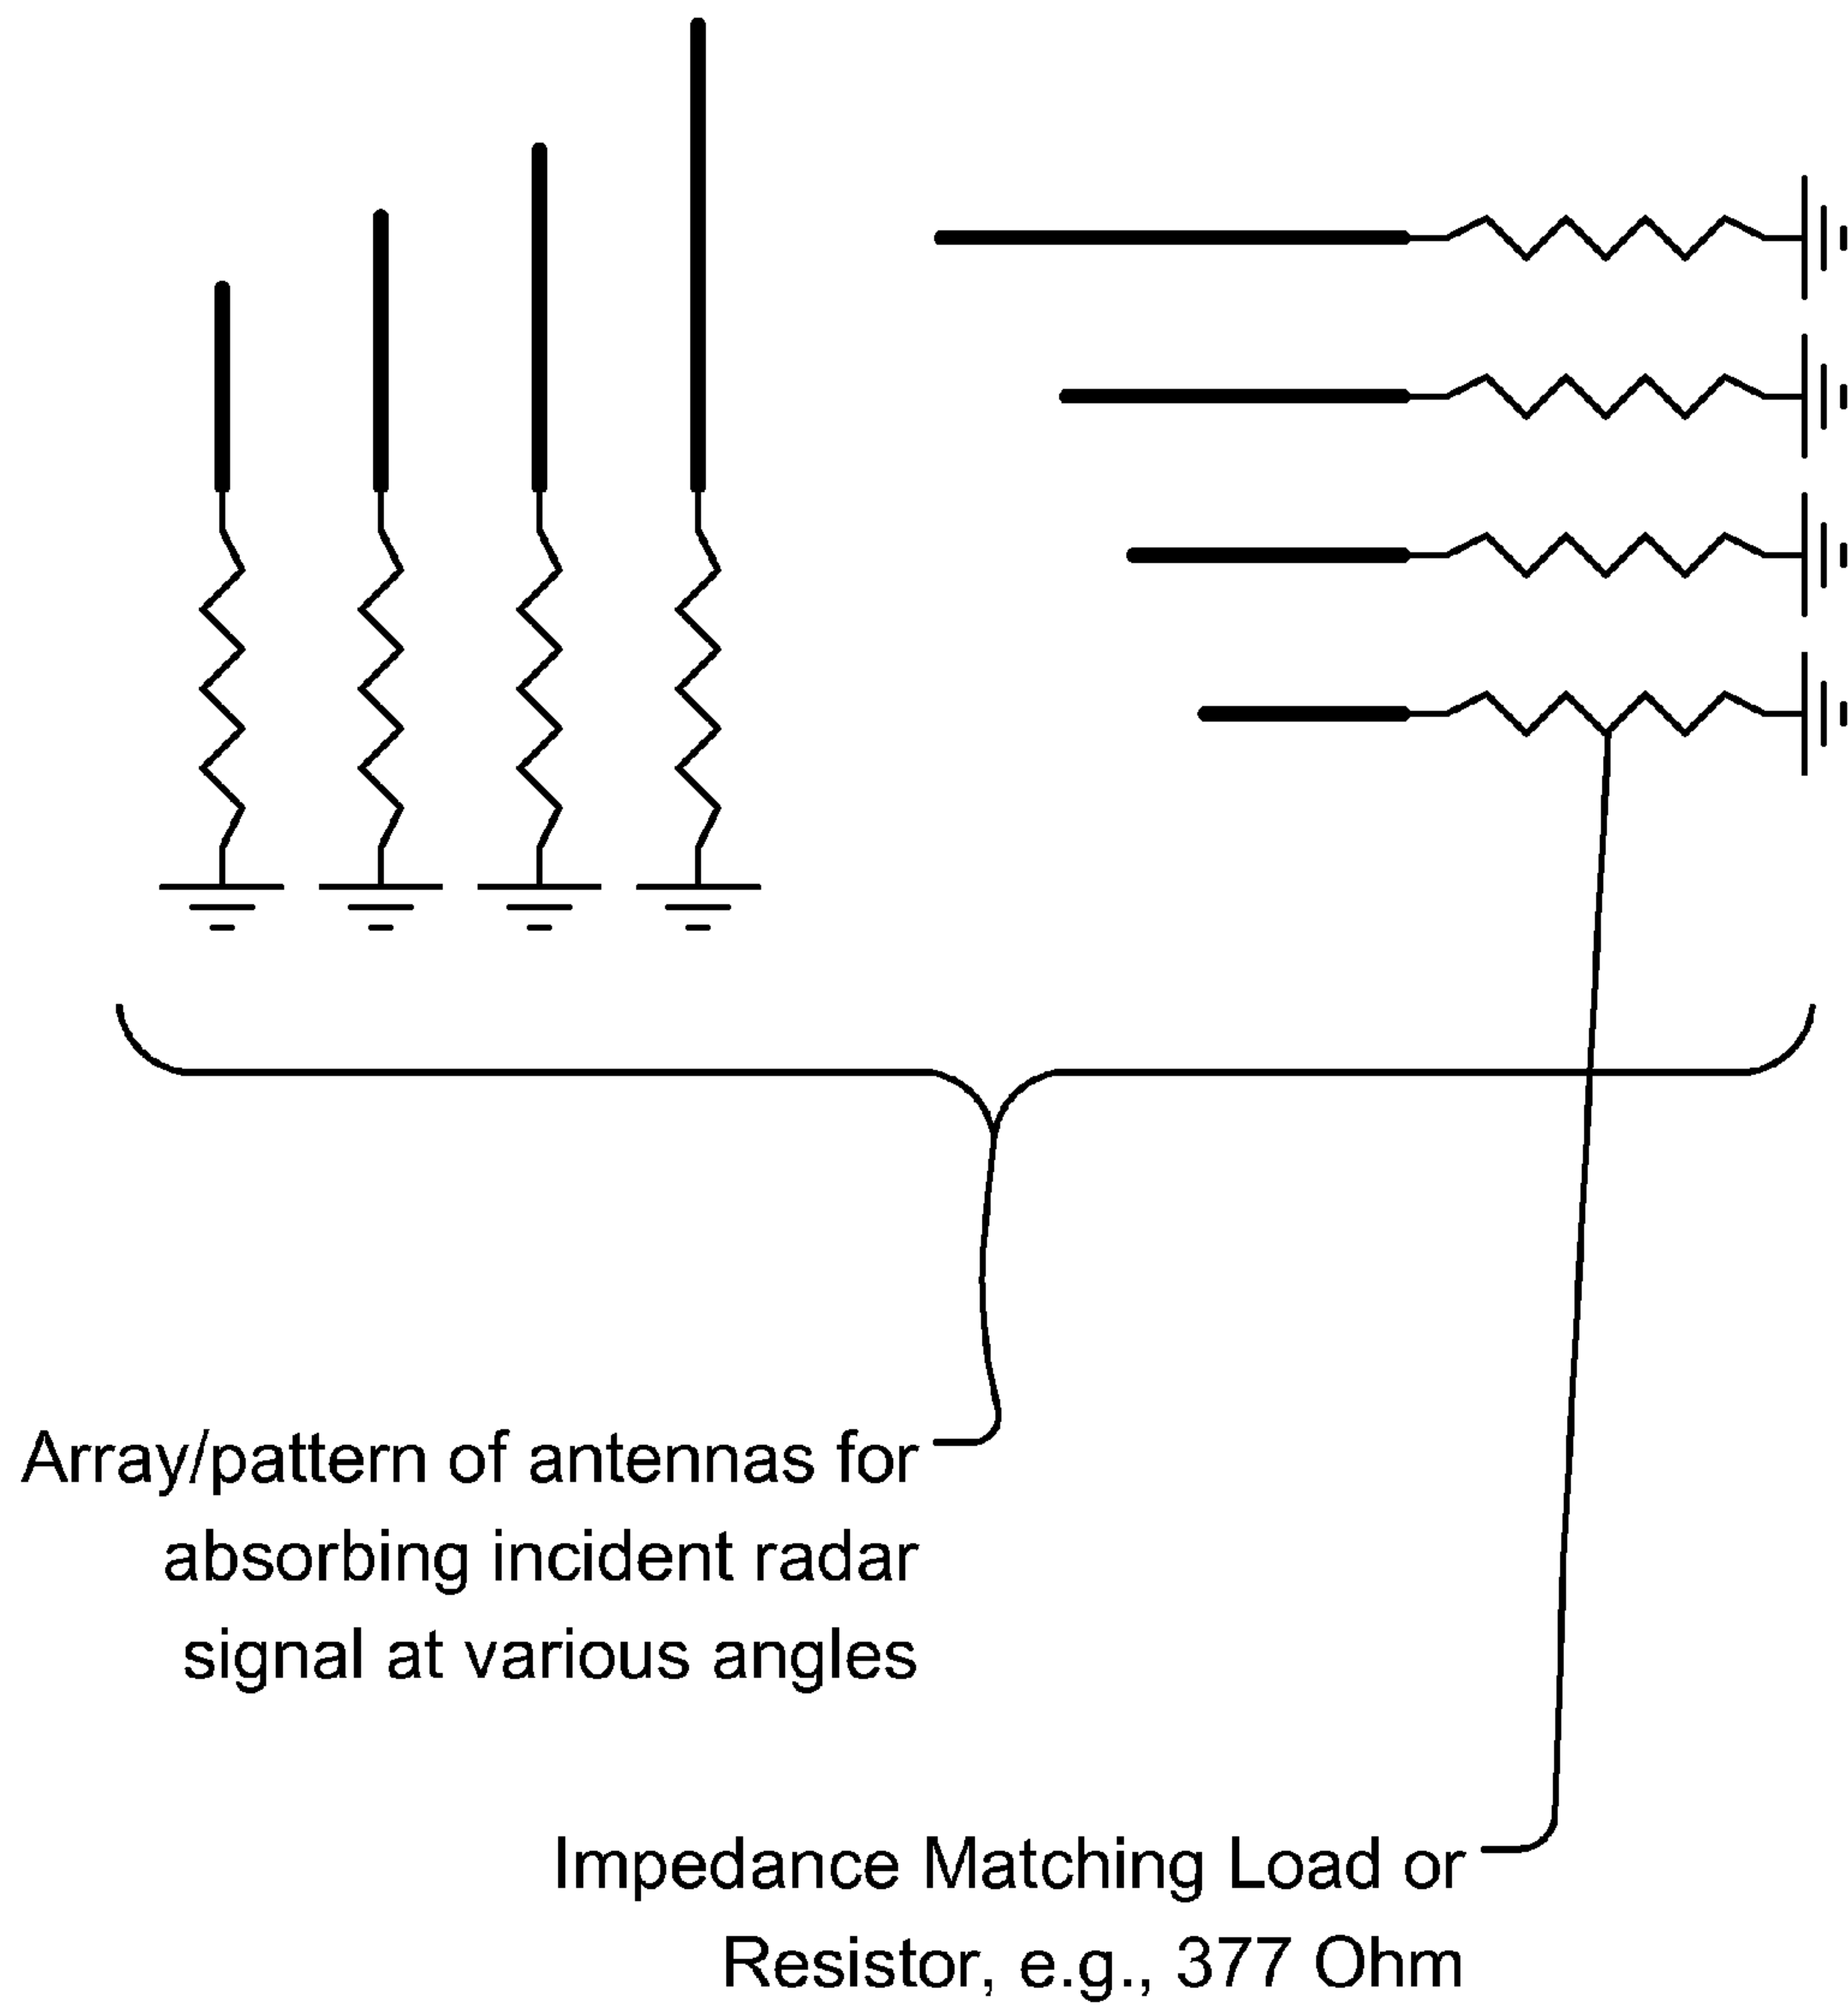 Array/pattern of antennas for
absorbing incident radar
signal at various angles
Impedance Matching Load or
Resistor, e.g., 377 Ohm